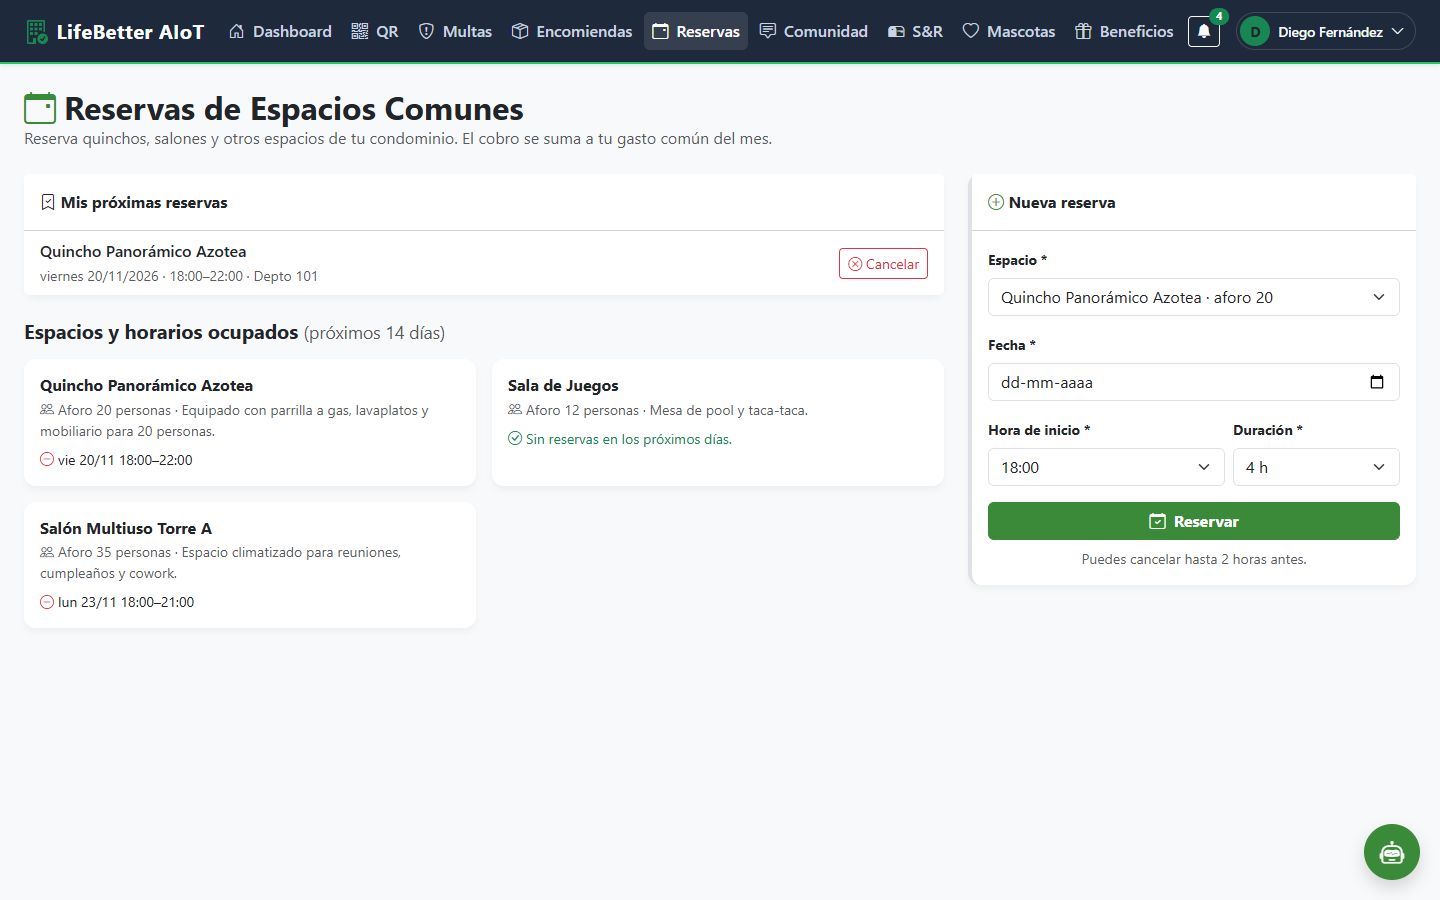 LifeBetter AIoT
Dashboard
QR
Multas
Encomiendas
Reservas
Comunidad
S&R
Mascotas
Beneficios
4
D
Diego Fernández
Reservas de Espacios Comunes
Reserva quinchos, salones y otros espacios de tu condominio. El cobro se suma a tu gasto común del mes.
Mis próximas reservas
Quincho Panorámico Azotea
viernes 20/11/2026 · 18:00–22:00 · Depto 101
Cancelar
Espacios y horarios ocupados (próximos 14 días)
Quincho Panorámico Azotea
Aforo 20 personas · Equipado con parrilla a gas, lavaplatos y
mobiliario para 20 personas.
vie 20/11 18:00–22:00
Sala de Juegos
Aforo 12 personas · Mesa de pool y taca-taca.
Sin reservas en los próximos días.
Salón Multiuso Torre A
Aforo 35 personas · Espacio climatizado para reuniones,
cumpleaños y cowork.
lun 23/11 18:00–21:00
Nueva reserva
Espacio *
Quincho Panorámico Azotea · aforo 20
Fecha *
dd-mm-aaaa
Hora de inicio *
Duración *
18:00
4 h
Reservar
Puedes cancelar hasta 2 horas antes.